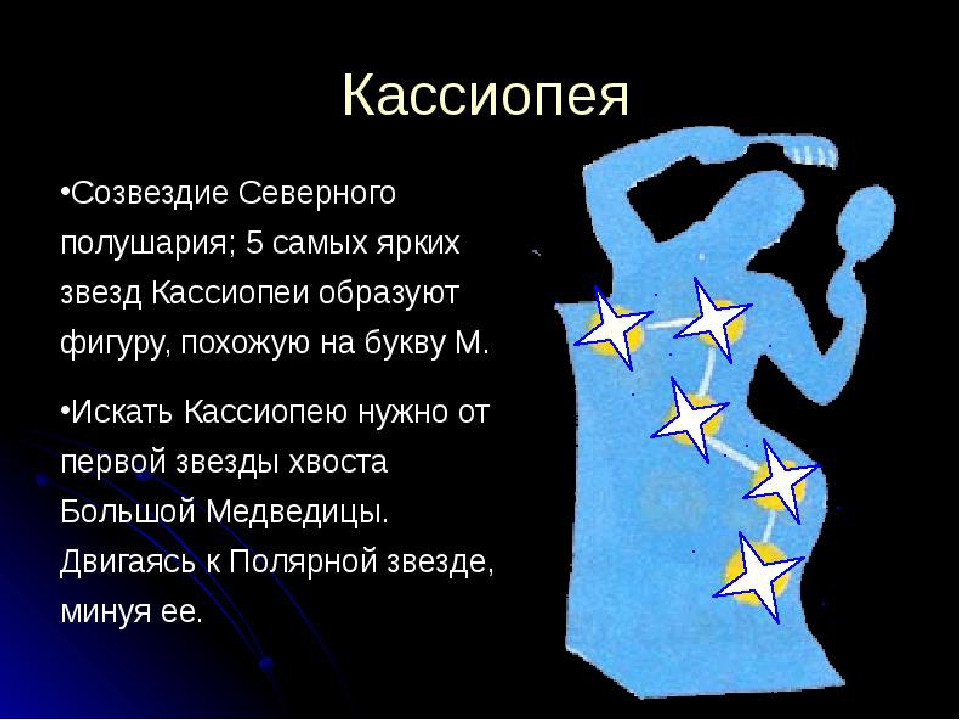 Кассиопея
•Созвездие Северного
полушария; 5 самых ярких
звезд Кассиопеи образуют
фигуру, похожую на букву М.
•Искать Кассиопею нужно от
первой звезды хвоста
Большой Медведицы.
Двигаясь к Полярной звезде,
минуя ее.